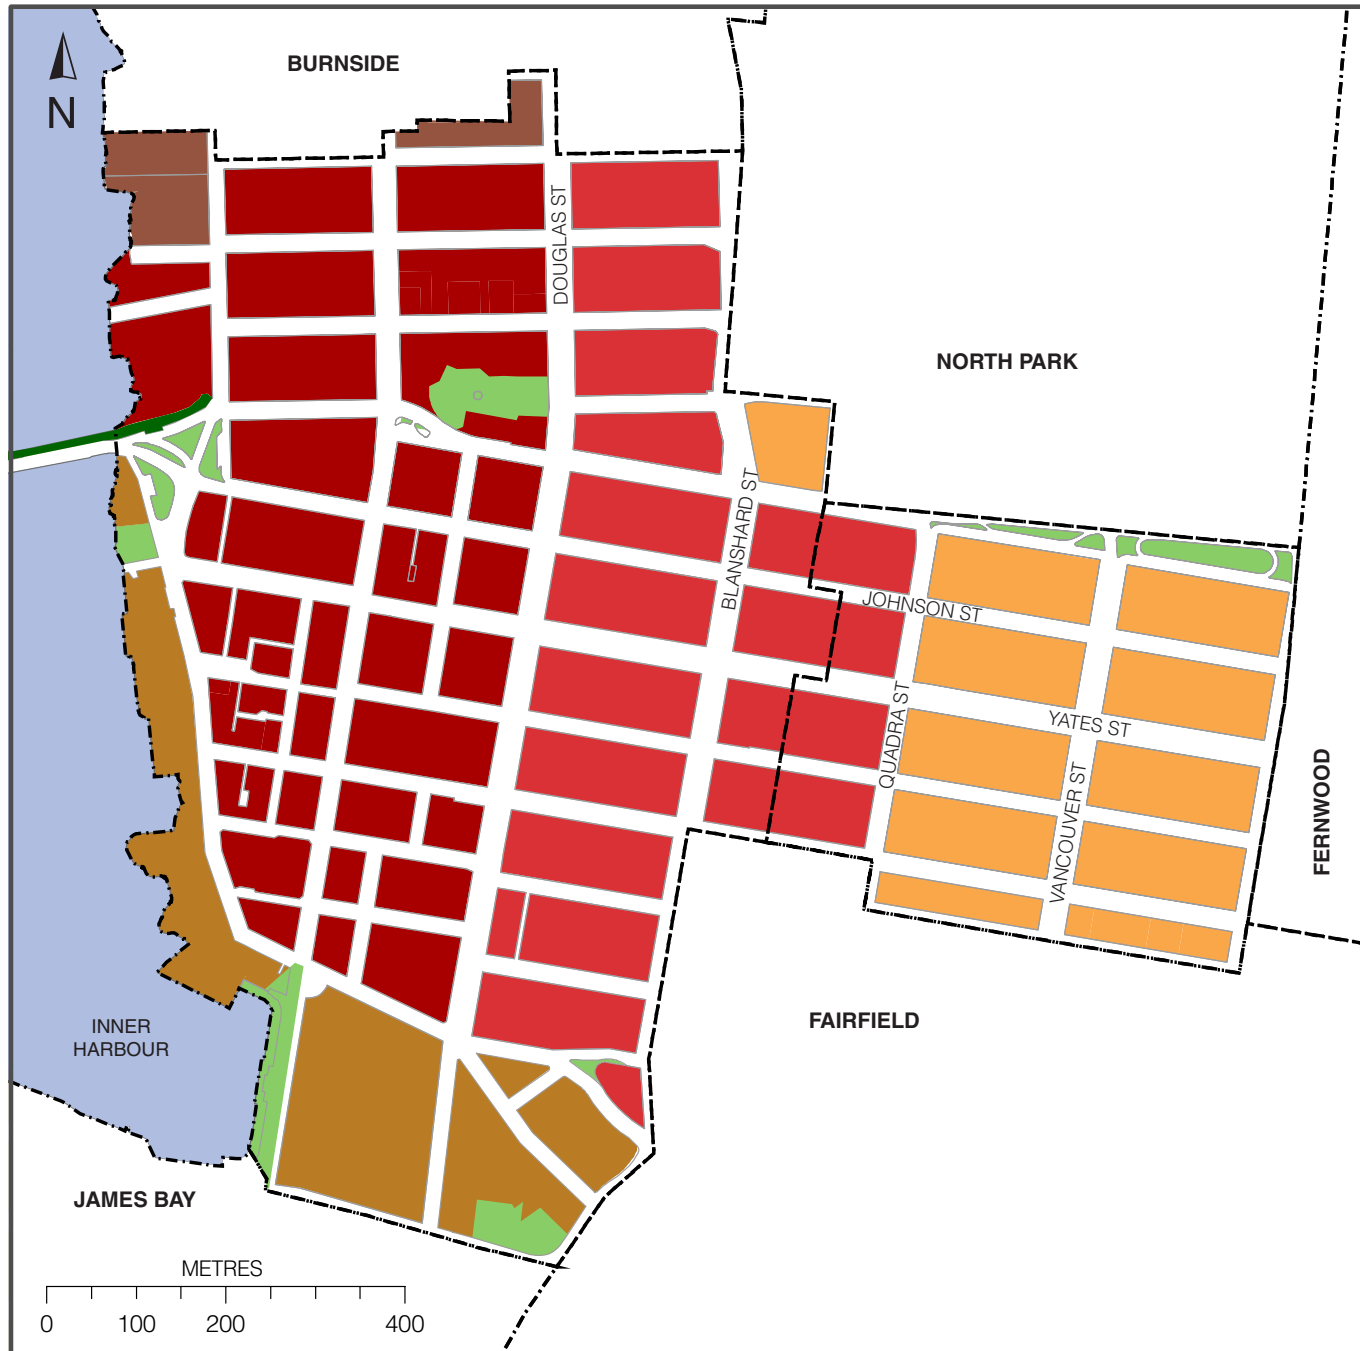 BURNSIDE
N
DOUGLAS ST
NORTH PARK
BLANSHARD ST
JOHNSON ST
QUADRA ST
YATES ST
VANCOUVER ST
FERNWOOD
INNER
HARBOUR
FAIRFIELD
JAMES BAY
METRES
0 100 200 400